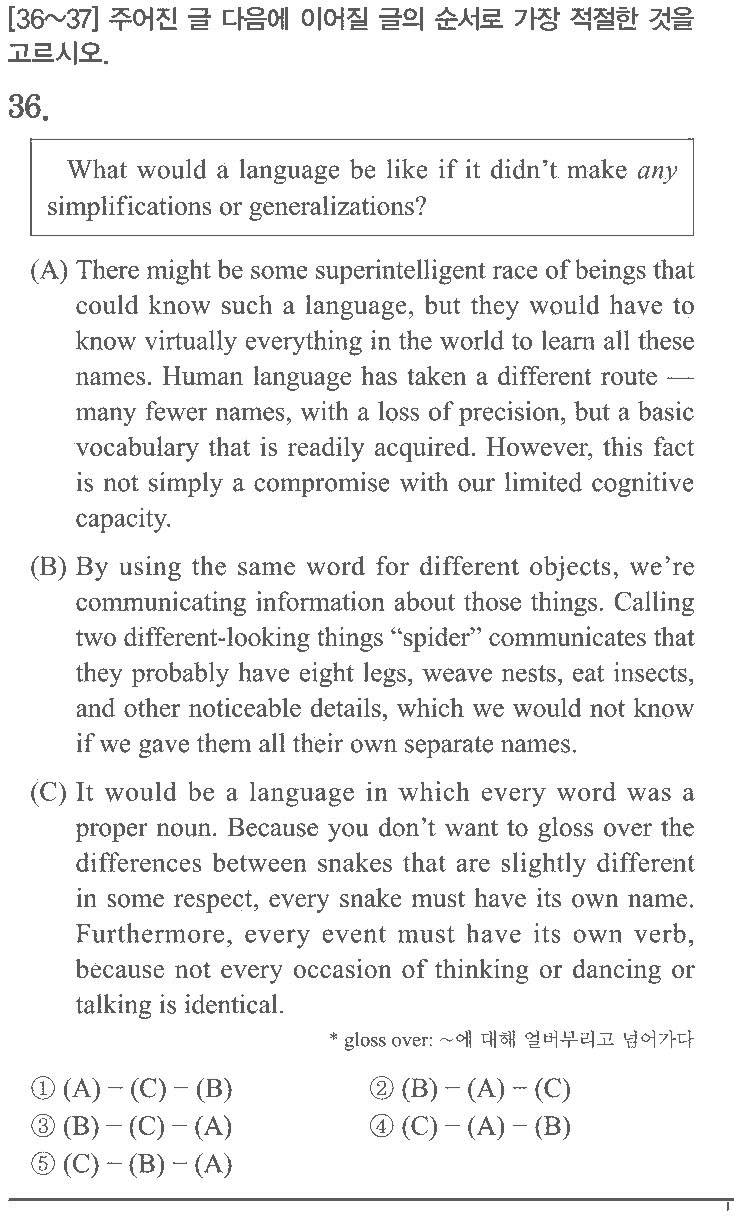 [36~37] 주어진 글 다음에 이어질 글의 순서로 가장 적절한 것을
고르시오.
36.
What would a language be like if it didn't make any
simplifications or generalizations?
(A) There might be some superintelligent race of beings that
could know such a language, but they would have to
know virtually everything in the world to learn all these
names. Human language has taken a different route —
many fewer names, with a loss of precision, but a basic
vocabulary that is readily acquired. However, this fact
is not simply a compromise with our limited cognitive
capacity.
(B) By using the same word for different objects, we're
communicating information about those things. Calling
two different-looking things “spider” communicates that
they probably have eight legs, weave nests, eat insects,
and other noticeable details, which we would not know
if we gave them all their own separate names.
(C) It would be a language in which every word was a
proper noun. Because you don't want to gloss over the
differences between snakes that are slightly different
in some respect, every snake must have its own name.
Furthermore, every event must have its own verb,
because not every occasion of thinking or dancing or
talking is identical.
* gloss over: ~에 대해 얼버무리고 넘어가다
① (A) － (C) － (B) ② (B) － (A) － (C)
③ (B) － (C) － (A) ④ (C) － (A) － (B)
⑤ (C) － (B) － (A)